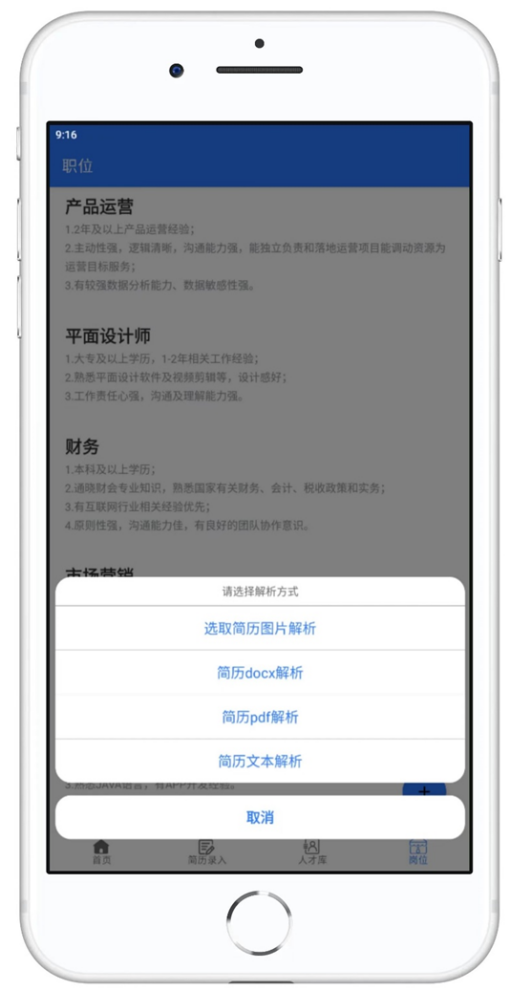 9:16
职位
产品运营
1.2年及以上产品运营经验；
2.主动性强，逻辑清晰，沟通能力强，能独立负责和落地运营项目能调动资源为
运营目标服务；
3.有较强数据分析能力、数据敏感性强。
平面设计师
1.大专及以上学历，1-2年相关工作经验；
2.熟悉平面设计软件及视频剪辑等，设计感好；
3.工作责任心强，沟通及理解能力强。
财务
1.本科及以上学历；
2.通晓财会专业知识，熟悉国家有关财务、会计、税收政策和实务；
3.有互联网行业相关经验优先；
4.原则性强，沟通能力佳，有良好的团队协作意识。
市场营销
请选择解析方式
选取简历图片解析
简历docx解析
简历pdf解析
简历文本解析
3.熟悉JAVA语言，有APP开发经验。
+
取消
首页
简历录入
人才库
岗位